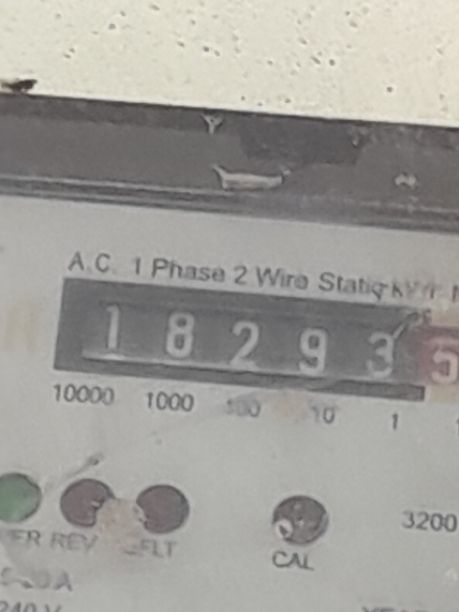 A.C. 1 Phase 2 Wire Static
1 8 2 9 3 5
10000 1000 100 10 1
3200
REV
CAL
240 V